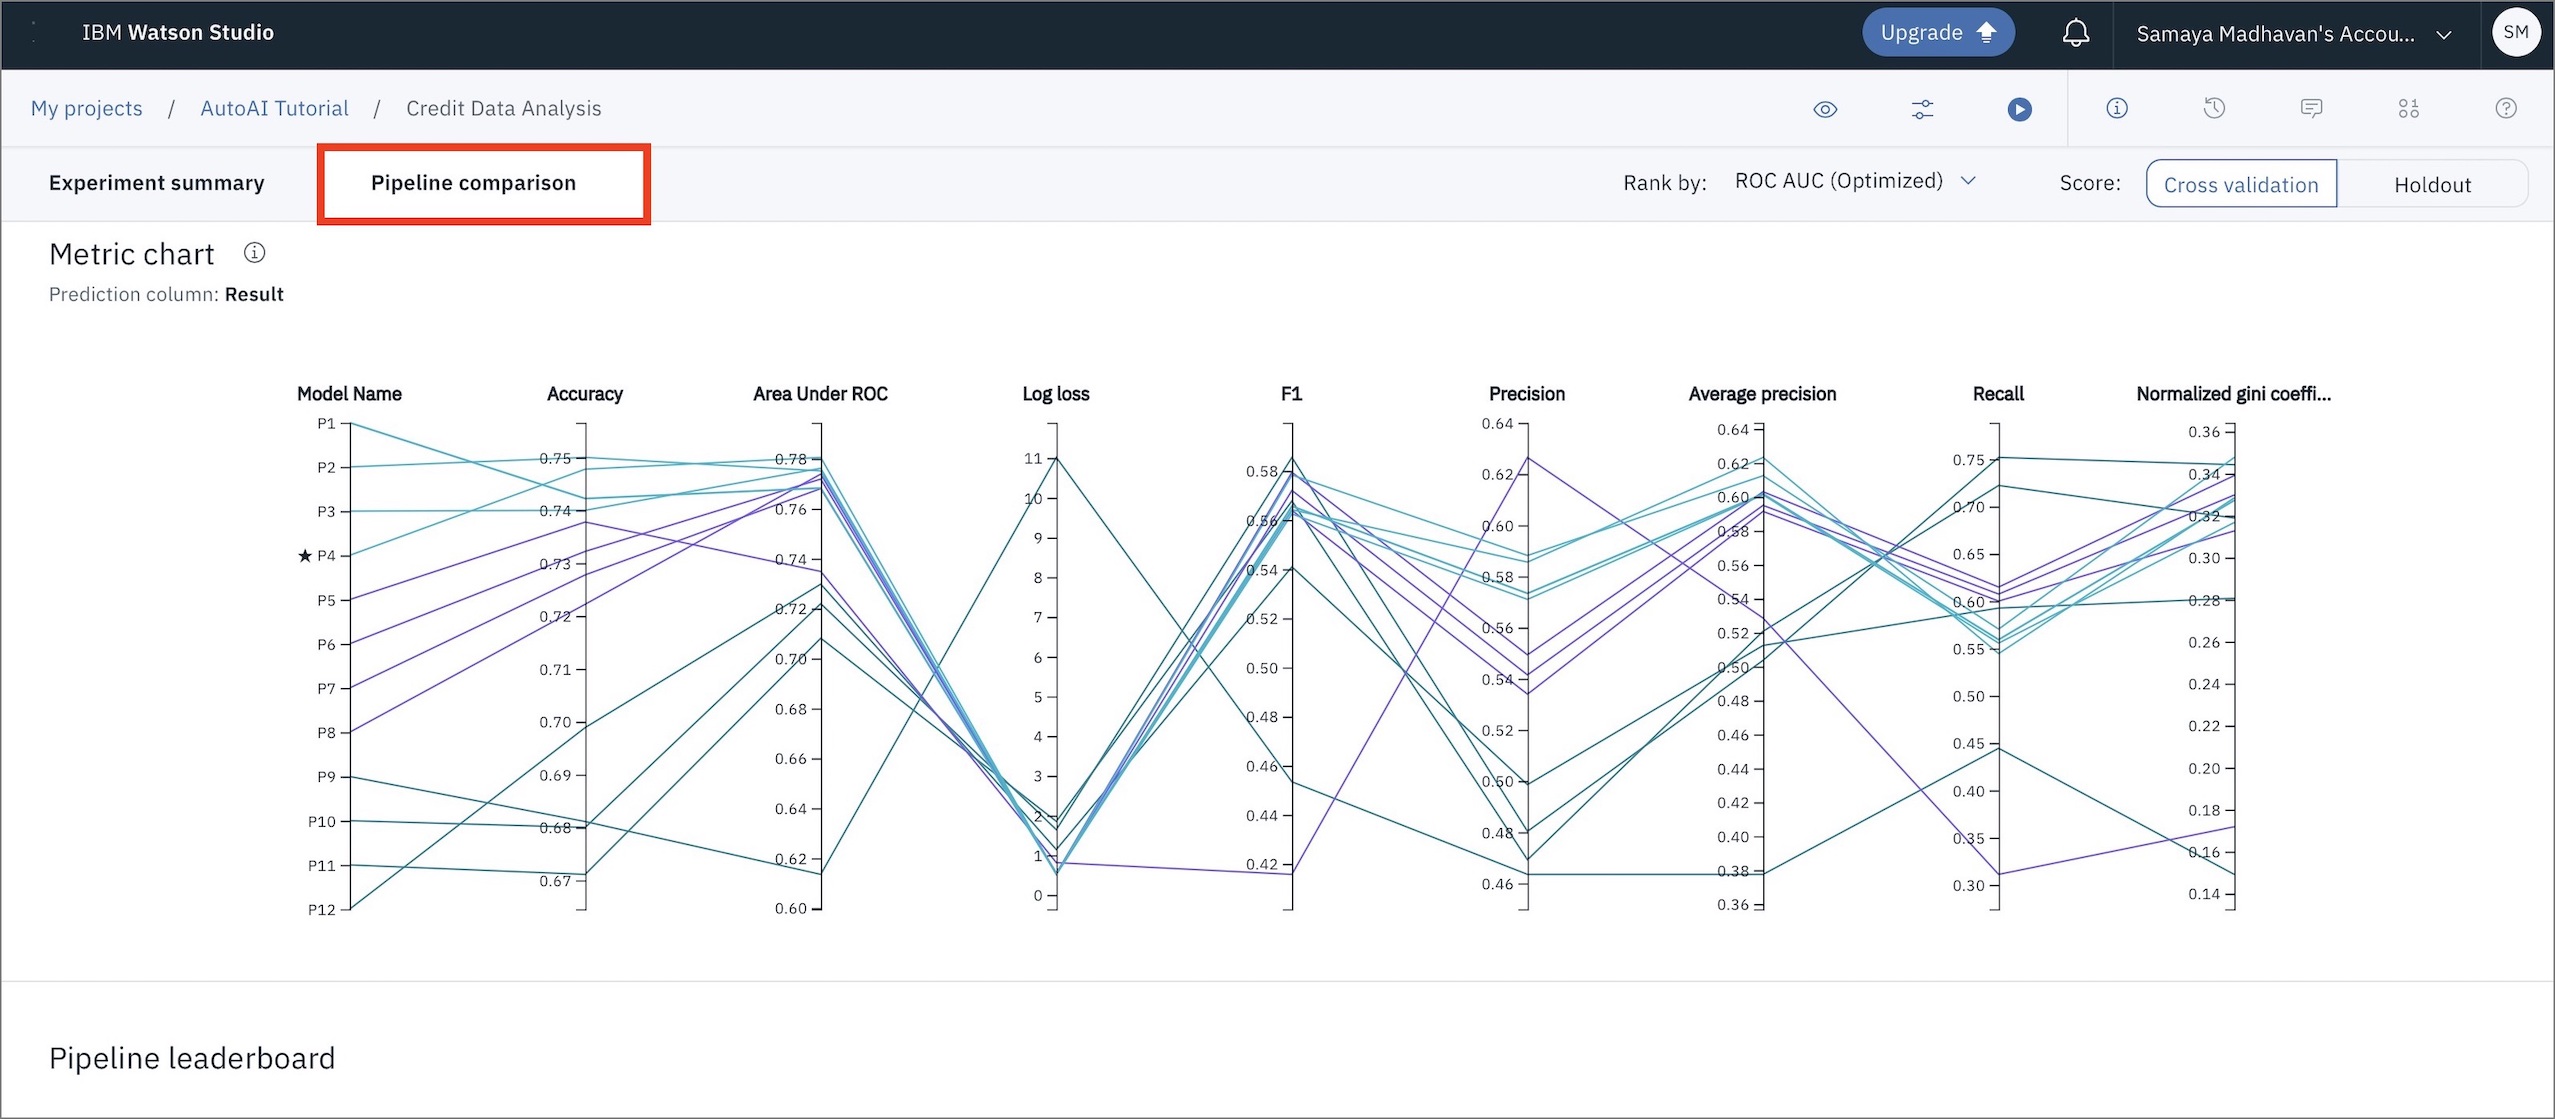 IBM Watson Studio
Upgrade
Samaya Madhavan's Accou...
SM
My projects / AutoAI Tutorial / Credit Data Analysis
Experiment summary
Pipeline comparison
Rank by: ROC AUC (Optimized)
Score: Cross validation Holdout
Metric chart
Prediction column: Result
Model Name
P1
P2
P3
★ P4
P5
P6
P7
P8
P9
P10
P11
P12
Accuracy
0.75
0.74
0.73
0.72
0.71
0.70
0.69
0.68
0.67
Area Under ROC
0.78
0.76
0.74
0.72
0.70
0.68
0.66
0.64
0.62
0.60
Log loss
11
10
9
8
7
6
5
4
3
2
1
0
F1
0.58
0.56
0.54
0.52
0.50
0.48
0.46
0.44
0.42
Precision
0.64
0.62
0.60
0.58
0.56
0.54
0.52
0.50
0.48
0.46
Average precision
0.64
0.62
0.60
0.58
0.56
0.54
0.52
0.50
0.48
0.46
0.44
0.42
0.40
0.38
0.36
Recall
0.75
0.70
0.65
0.60
0.55
0.50
0.45
0.40
0.35
0.30
Normalized gini coeffi...
0.36
0.34
0.32
0.30
0.28
0.26
0.24
0.22
0.20
0.18
0.16
0.14
Pipeline leaderboard